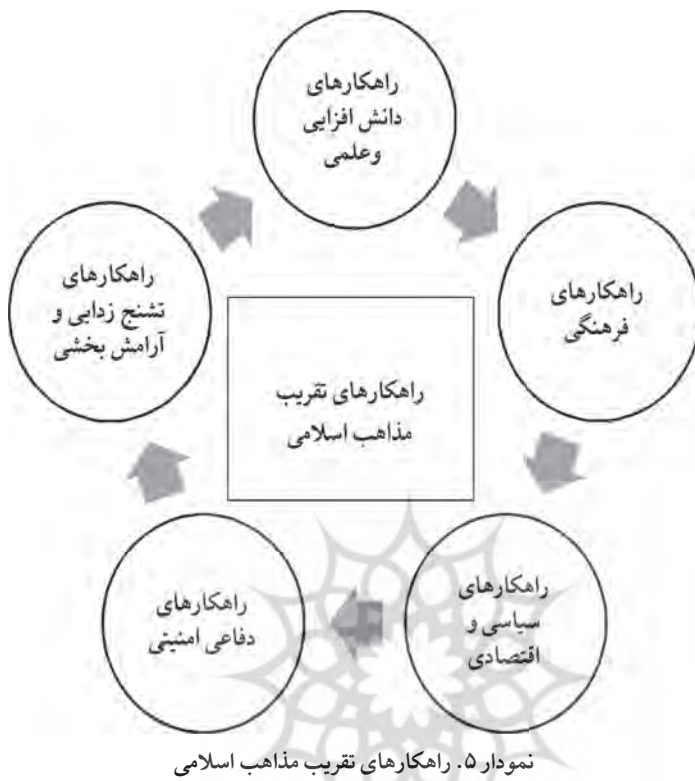 راهکارهای
دانش افزایی
وعلمی
راهکارهای
فرهنگی
راهکارهای
سیاسی و
اقتصادی
راهکارهای
دفاعی امنیتی
راهکارهای
تشنج زدایی و
آرامش بخشی
راهکارهای تقریب
مذاهب اسلامی
نمودار ۵. راهکارهای تقریب مذاهب اسلامی